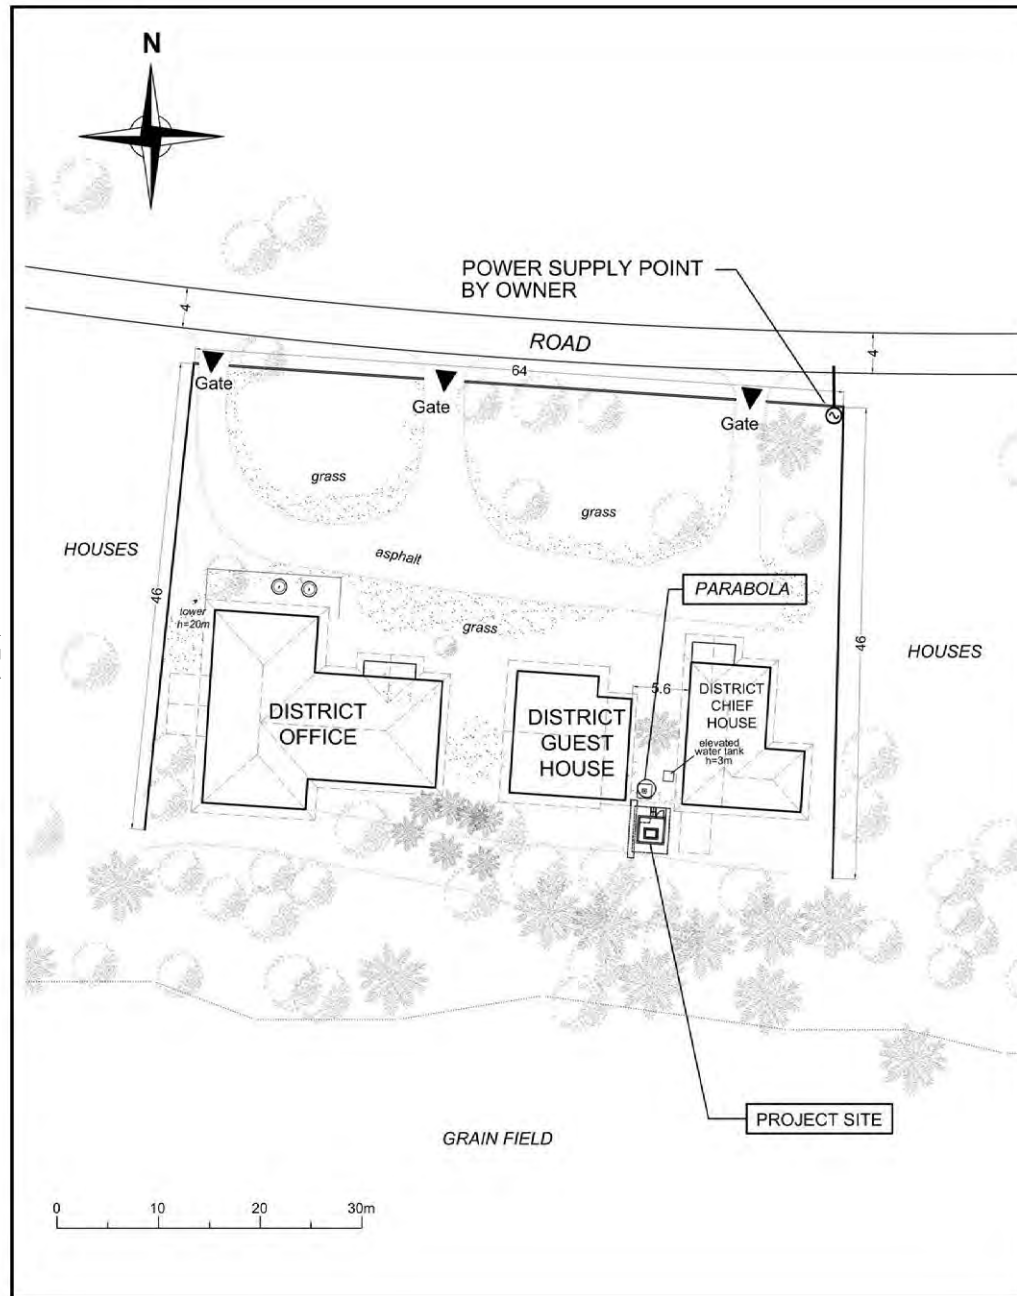 N
POWER SUPPLY POINT
BY OWNER
4
ROAD
4
64
Gate
Gate
Gate
grass
grass
HOUSES
asphalt
PARABOLA
46
tower
h=20m
grass
46
HOUSES
5.6
DISTRICT
CHIEF
HOUSE
DISTRICT
OFFICE
DISTRICT
GUEST
HOUSE
elevated
water tank
h=3m
PROJECT SITE
GRAIN FIELD
0 10 20 30m